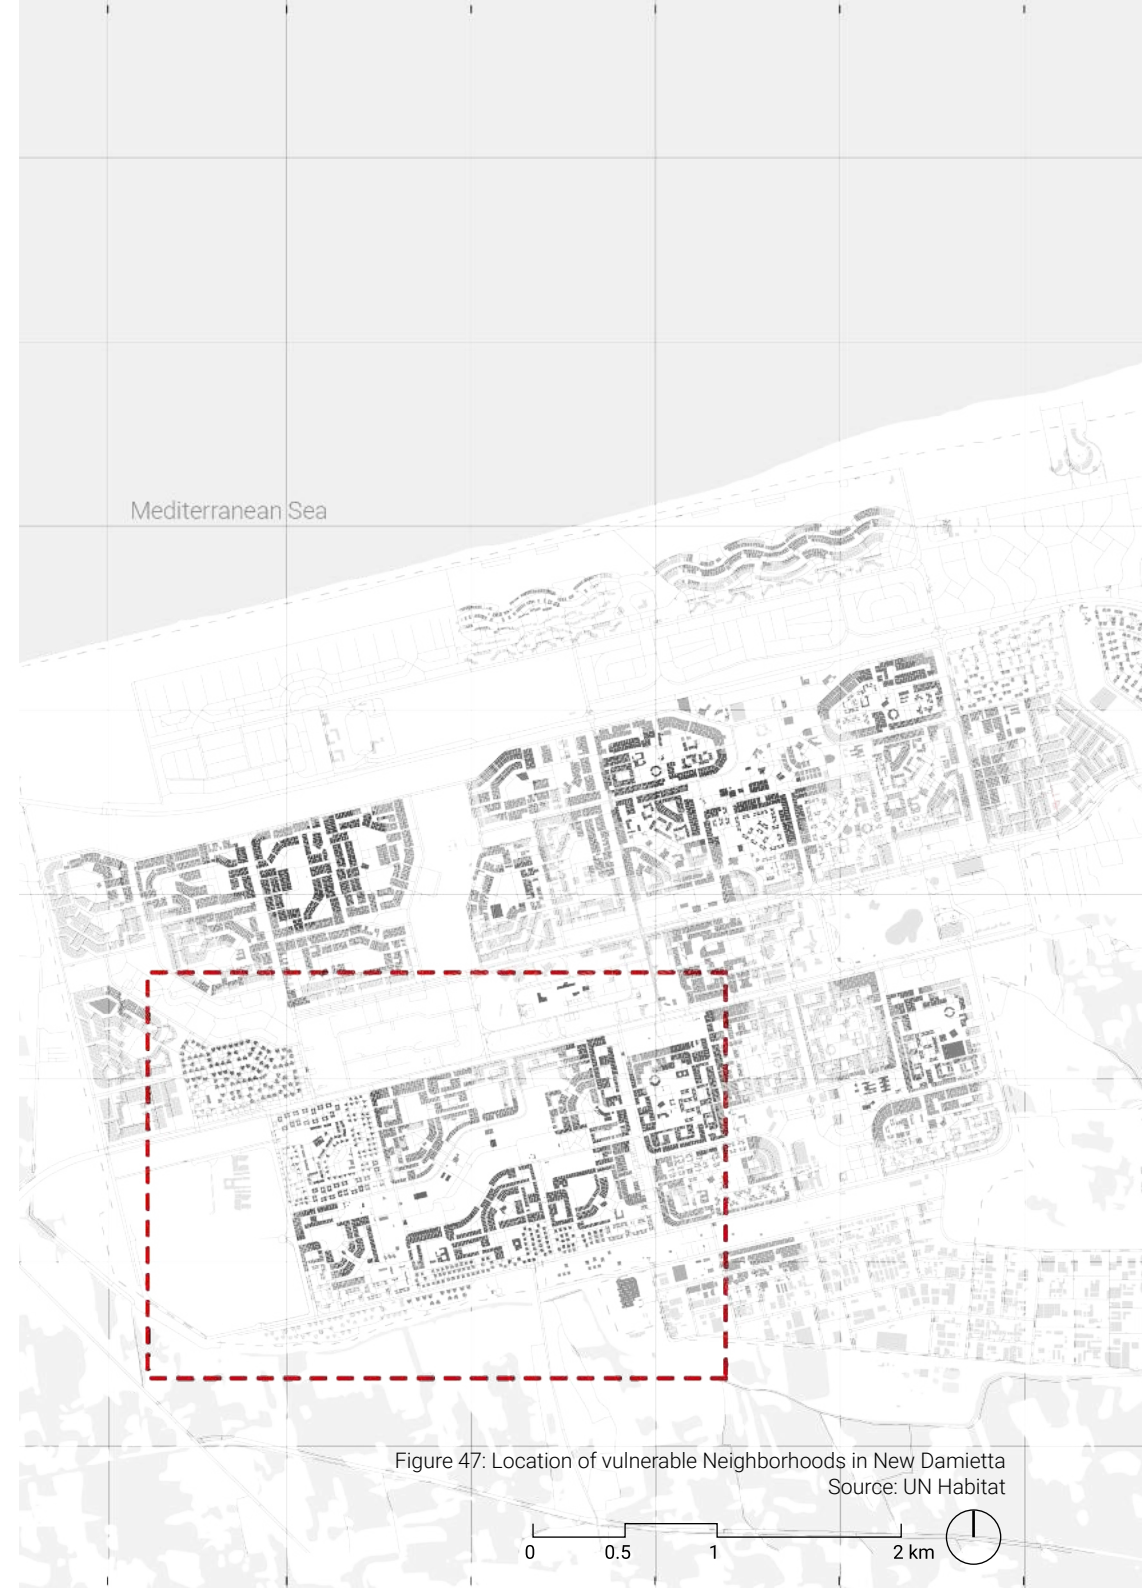 Mediterranean Sea
Figure 47: Location of vulnerable Neighborhoods in New Damietta
Source: UN Habitat
0 0.5 1 2 km